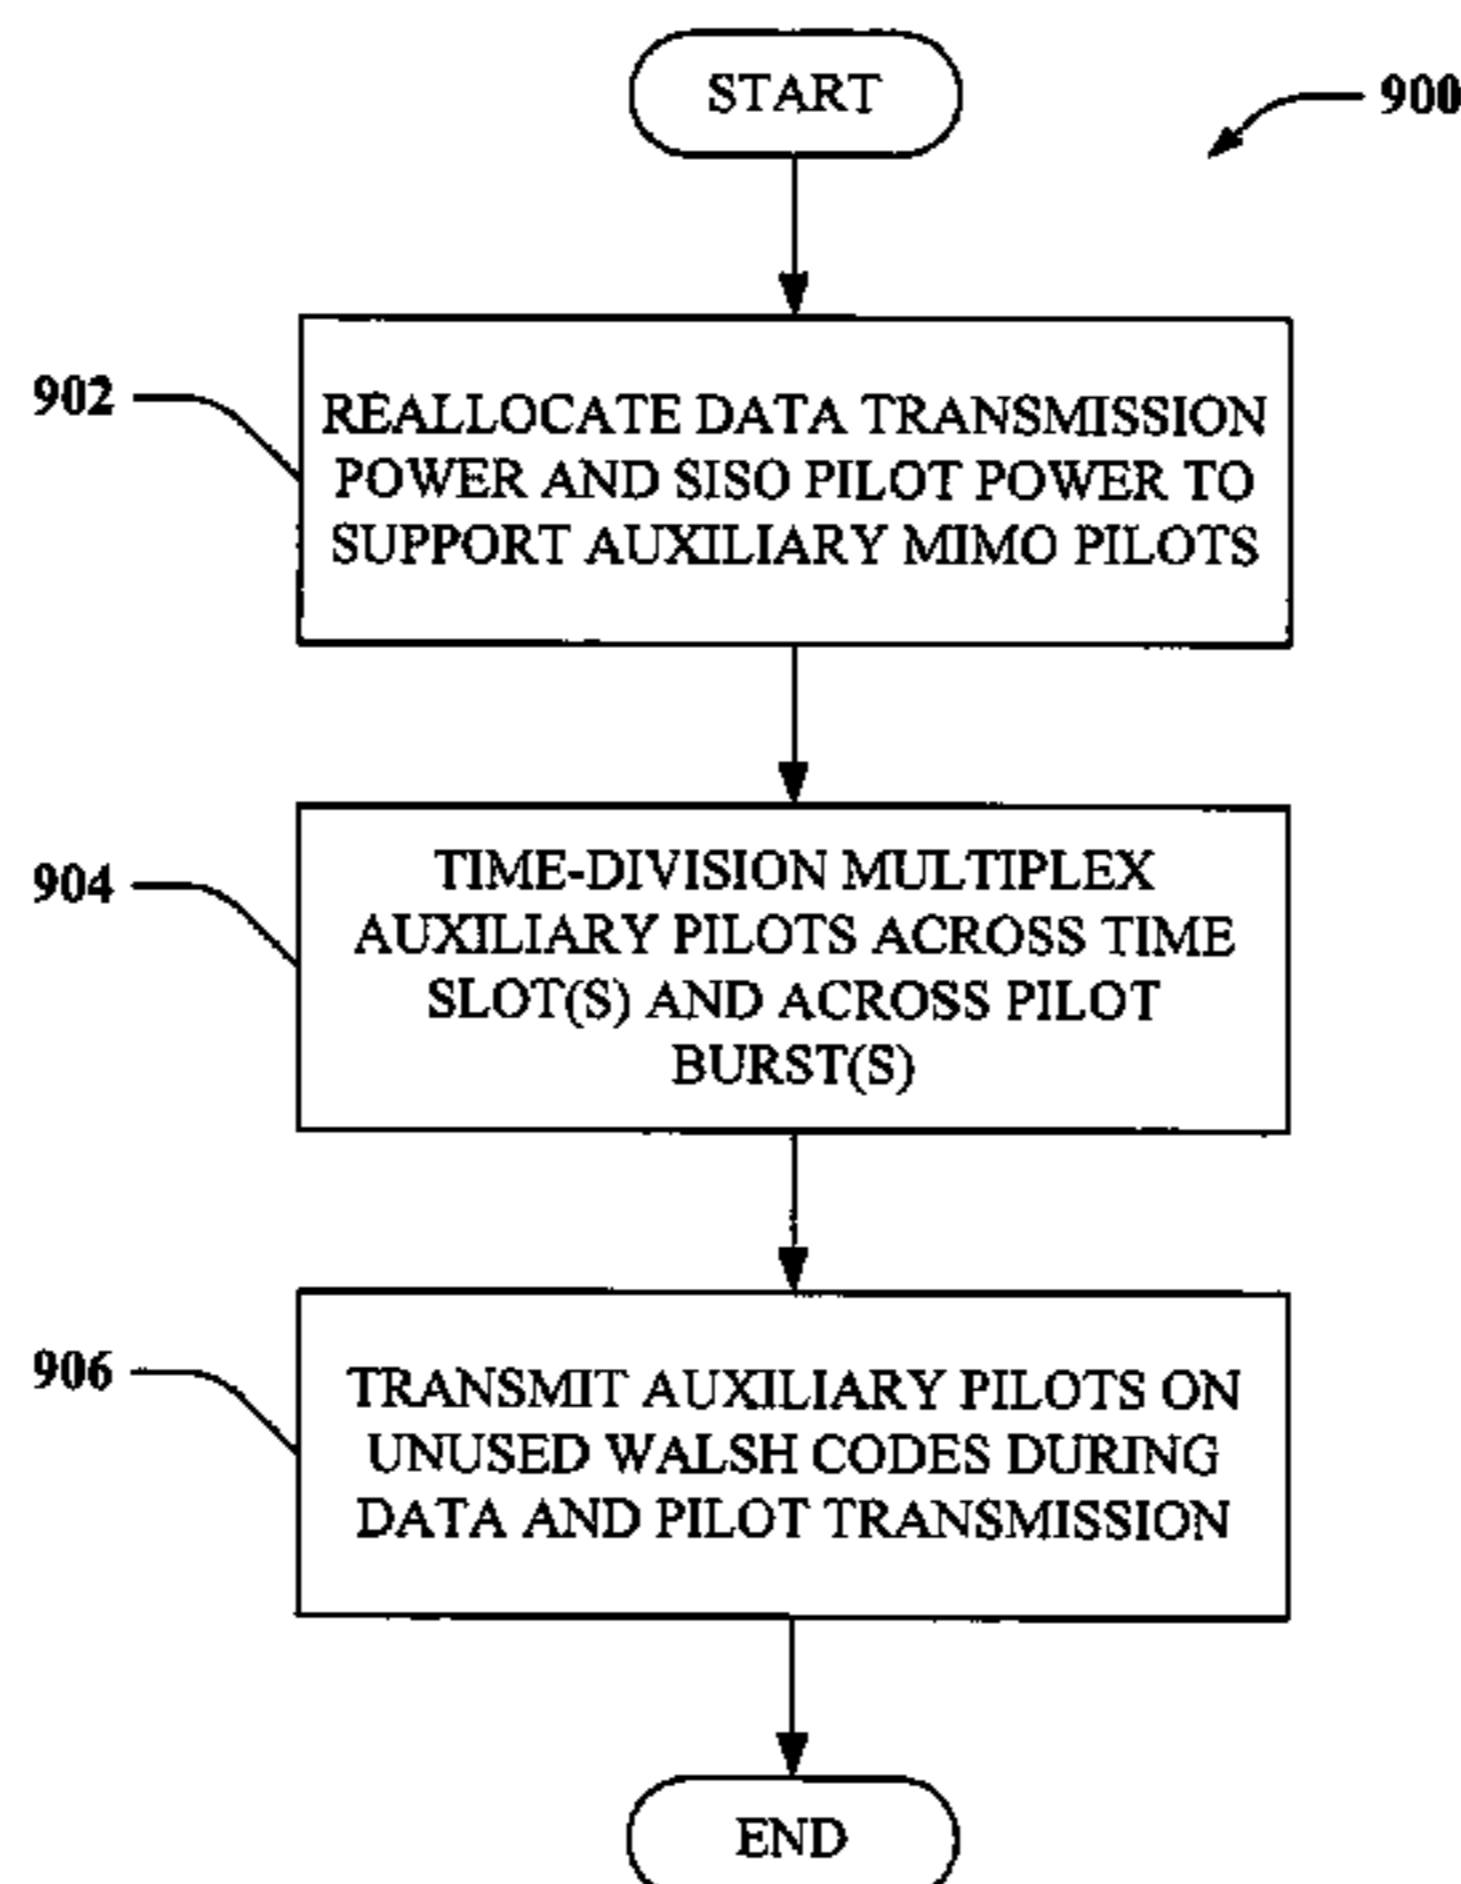 START
900
902
REALLOCATE DATA TRANSMISSION
POWER AND SISO PILOT POWER TO
SUPPORT AUXILIARY MIMO PILOTS
904
TIME-DIVISION MULTIPLEX
AUXILIARY PILOTS ACROSS TIME
SLOT(S) AND ACROSS PILOT
BURST(S)
906
TRANSMIT AUXILIARY PILOTS ON
UNUSED WALSH CODES DURING
DATA AND PILOT TRANSMISSION
END